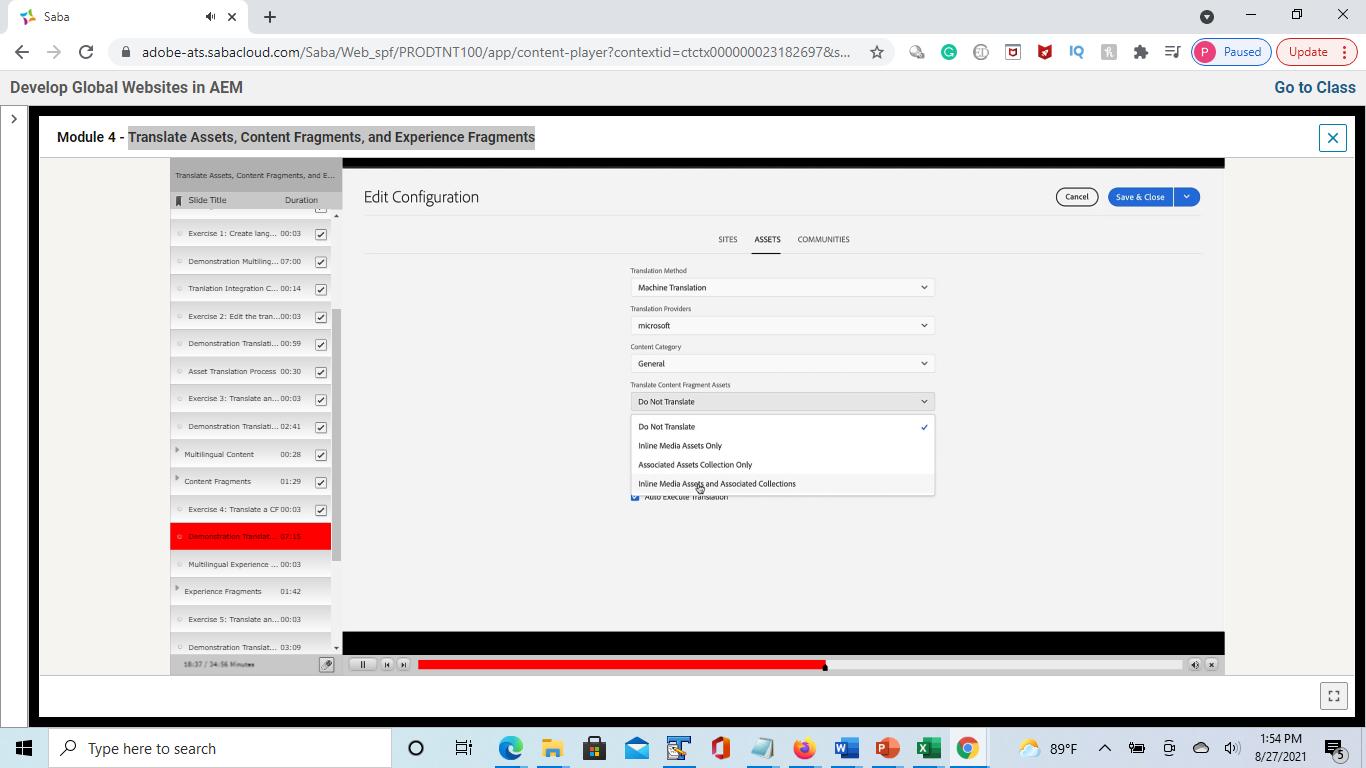 Saba
adobe-ats.sabacloud.com/Saba/Web_spf/PRODTNT100/app/content-player?contextid=ctctx000000023182697&s...
P Paused
Update
Develop Global Websites in AEM
Go to Class
Module 4 - Translate Assets, Content Fragments, and Experience Fragments
Translate Assets, Content Fragments, and E...
Slide Title Duration
Exercise 1: Create lang... 00:03
Demonstration Multiling... 07:00
Tranlation Integration C... 00:14
Exercise 2: Edit the tran... 00:03
Demonstration Translati... 00:59
Asset Translation Process 00:30
Exercise 3: Translate an... 00:03
Demonstration Translati... 02:41
Multilingual Content 00:28
Content Fragments 01:29
Exercise 4: Translate a CF 00:03
Demonstration Translat... 07:15
Multilingual Experience ... 00:03
Experience Fragments 01:42
Exercise 5: Translate an... 00:03
Demonstration Translat... 03:09
18:37 / 34:56 Minutes
Edit Configuration
Cancel
Save & Close
SITES ASSETS COMMUNITIES
Translation Method
Machine Translation
Translation Providers
microsoft
Content Category
General
Translate Content Fragment Assets
Do Not Translate
Do Not Translate
Inline Media Assets Only
Associated Assets Collection Only
Inline Media Assets and Associated Collections
Auto Execute Translation
Type here to search
89°F
1:54 PM
8/27/2021
5